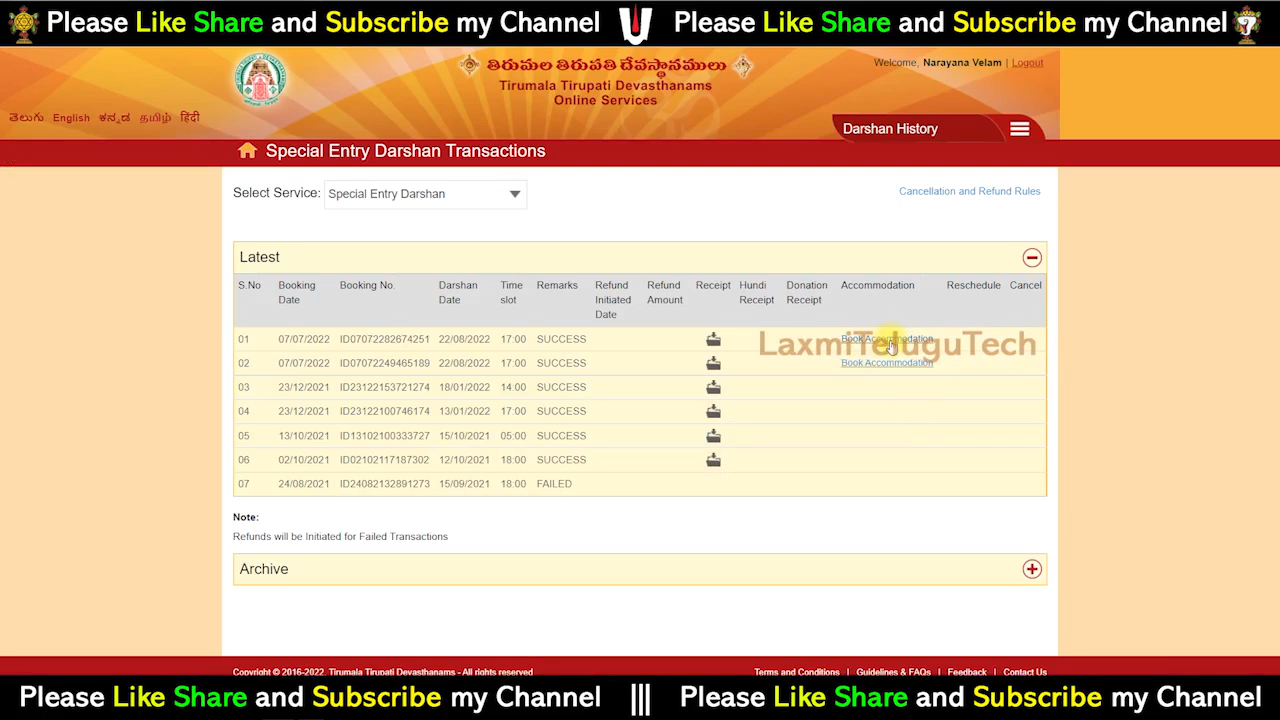 Please Like Share and Subscribe my Channel Please Like Share and Subscribe my Channel
తిరుమల తిరుపతి దేవస్థానములు
Tirumala Tirupati Devasthanams
Online Services
Welcome, Narayana Velam | Logout
తెలుగు English ಕನ್ನಡ தமிழ் हिंदी
Darshan History
Special Entry Darshan Transactions
Select Service: Special Entry Darshan
Cancellation and Refund Rules
Latest
S.No Booking Date Booking No. Darshan Date Time slot Remarks Refund Initiated Date Refund Amount Receipt Hundi Receipt Donation Receipt Accommodation Reschedule Cancel
01 07/07/2022 ID07072282674251 22/08/2022 17:00 SUCCESS Book Accommodation
LaxmiTeluguTech
02 07/07/2022 ID07072249465189 22/08/2022 17:00 SUCCESS Book Accommodation
03 23/12/2021 ID23122153721274 18/01/2022 14:00 SUCCESS
04 23/12/2021 ID23122100746174 13/01/2022 17:00 SUCCESS
05 13/10/2021 ID13102100333727 15/10/2021 05:00 SUCCESS
06 02/10/2021 ID02102117187302 12/10/2021 18:00 SUCCESS
07 24/08/2021 ID24082132891273 15/09/2021 18:00 FAILED
Note:
Refunds will be Initiated for Failed Transactions
Archive
Copyright © 2016-2022. Tirumala Tirupati Devasthanams - All rights reserved Terms and Conditions | Guidelines & FAQs | Feedback | Contact Us
Please Like Share and Subscribe my Channel ||| Please Like Share and Subscribe my Channel